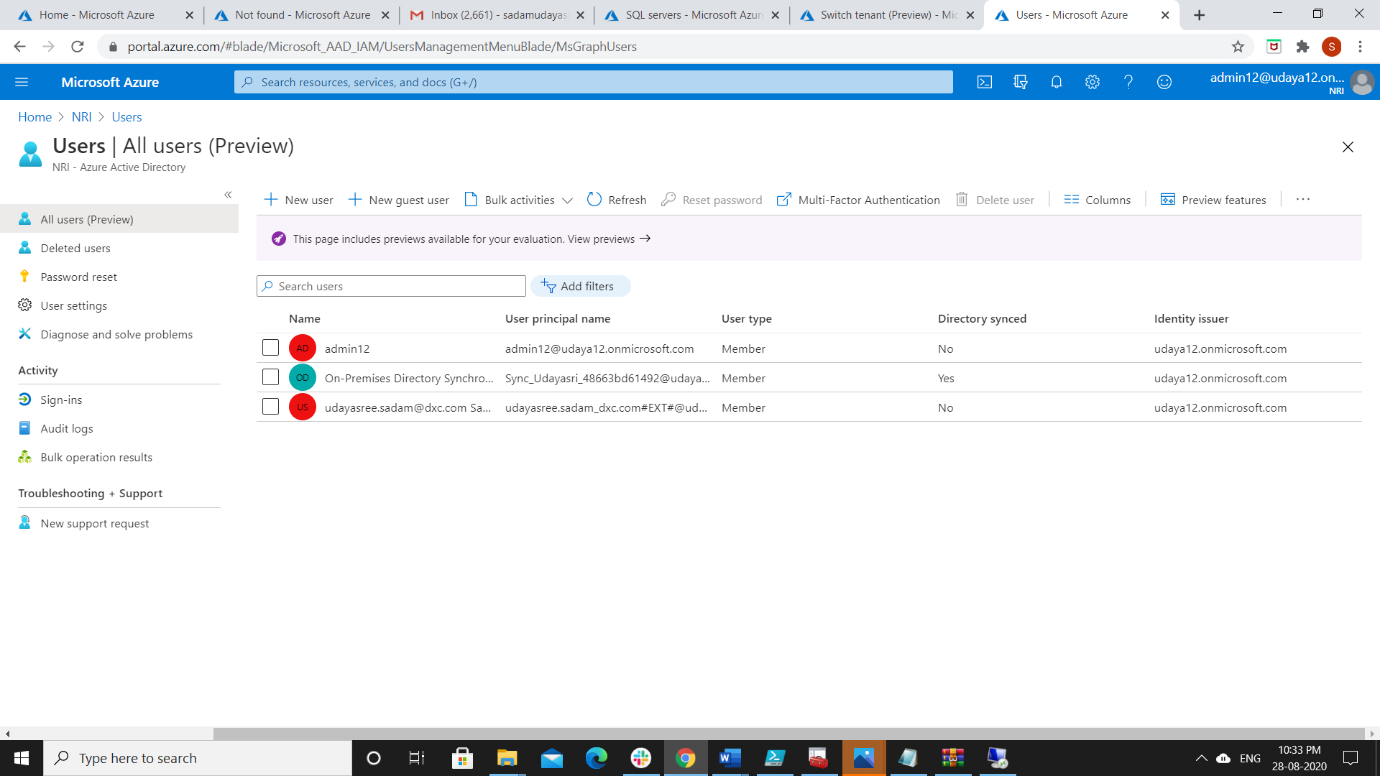 Home - Microsoft Azure
Not found - Microsoft Azure
Inbox (2,661) - sadamudayas
SQL servers - Microsoft Azur
Switch tenant (Preview) - Mic
Users - Microsoft Azure
portal.azure.com/#blade/Microsoft_AAD_IAM/UsersManagementMenuBlade/MsGraphUsers
S
Microsoft Azure
Search resources, services, and docs (G+/)
admin12@udaya12.on...
NRI
Home > NRI > Users
Users | All users (Preview)
NRI - Azure Active Directory
New user
New guest user
Bulk activities
Refresh
Reset password
Multi-Factor Authentication
Delete user
Columns
Preview features
...
All users (Preview)
Deleted users
Password reset
User settings
Diagnose and solve problems
Activity
Sign-ins
Audit logs
Bulk operation results
Troubleshooting + Support
New support request
This page includes previews available for your evaluation. View previews →
Search users
Add filters
Name User principal name User type Directory synced Identity issuer
AD admin12 admin12@udaya12.onmicrosoft.com Member No udaya12.onmicrosoft.com
OD On-Premises Directory Synchro... Sync_Udayasri_48663bd61492@udaya... Member Yes udaya12.onmicrosoft.com
US udayasree.sadam@dxc.com Sa... udayasree.sadam_dxc.com#EXT#@ud... Member No udaya12.onmicrosoft.com
Type here to search
ENG
10:33 PM
28-08-2020